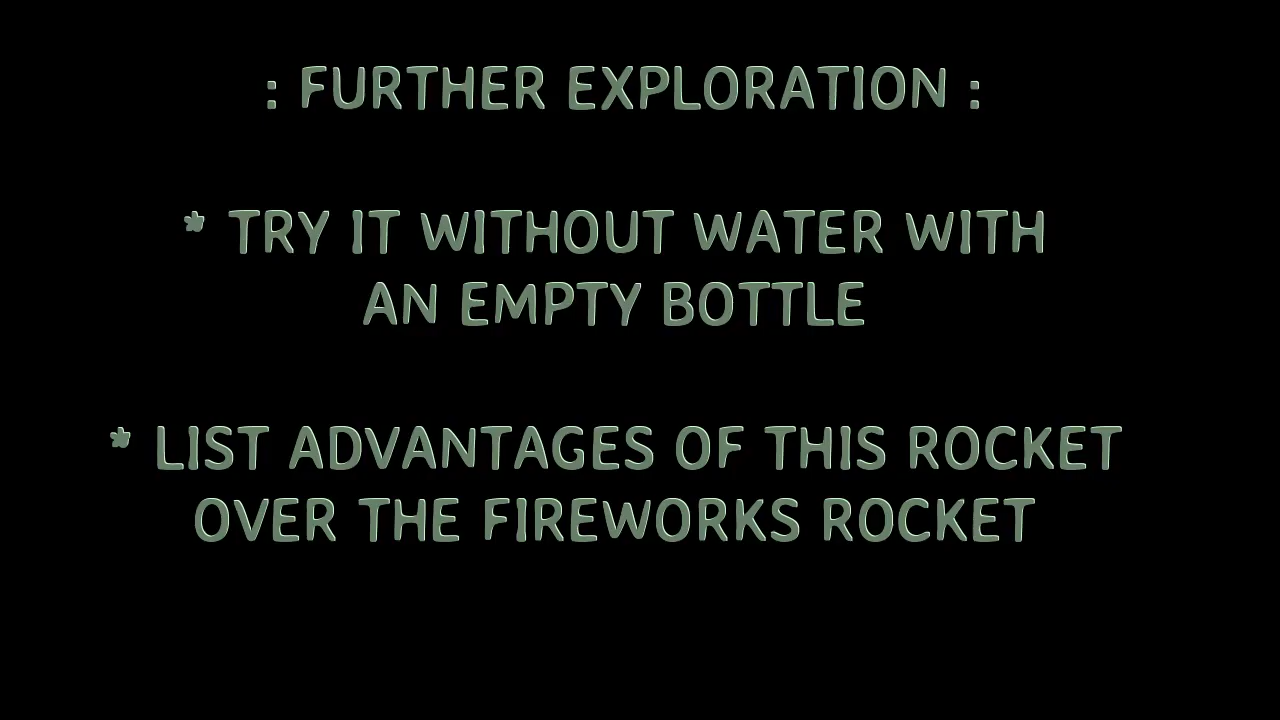 : FURTHER EXPLORATION :
* TRY IT WITHOUT WATER WITH
AN EMPTY BOTTLE
* LIST ADVANTAGES OF THIS ROCKET
OVER THE FIREWORKS ROCKET